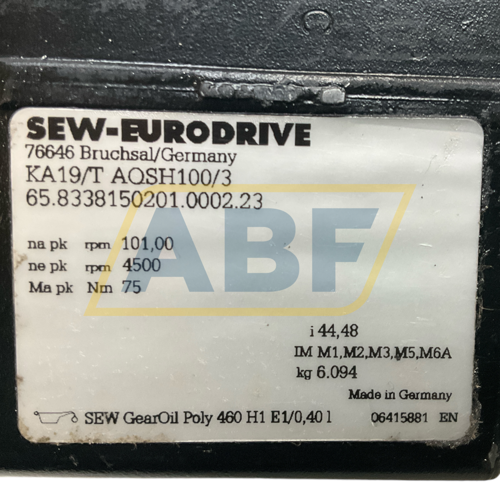 SEW-EURODRIVE
76646 Bruchsal/Germany
KA19/T AQSH100/3
65.8338150201.0002.23
ABF
na pk rpm 101,00
ne pk rpm 4500
Ma pk Nm 75
i 44,48
IM M1,M2,M3,M5,M6A
kg 6.094
Made in Germany
SEW GearOil Poly 460 H1 E1/0,40 l
06415881 EN